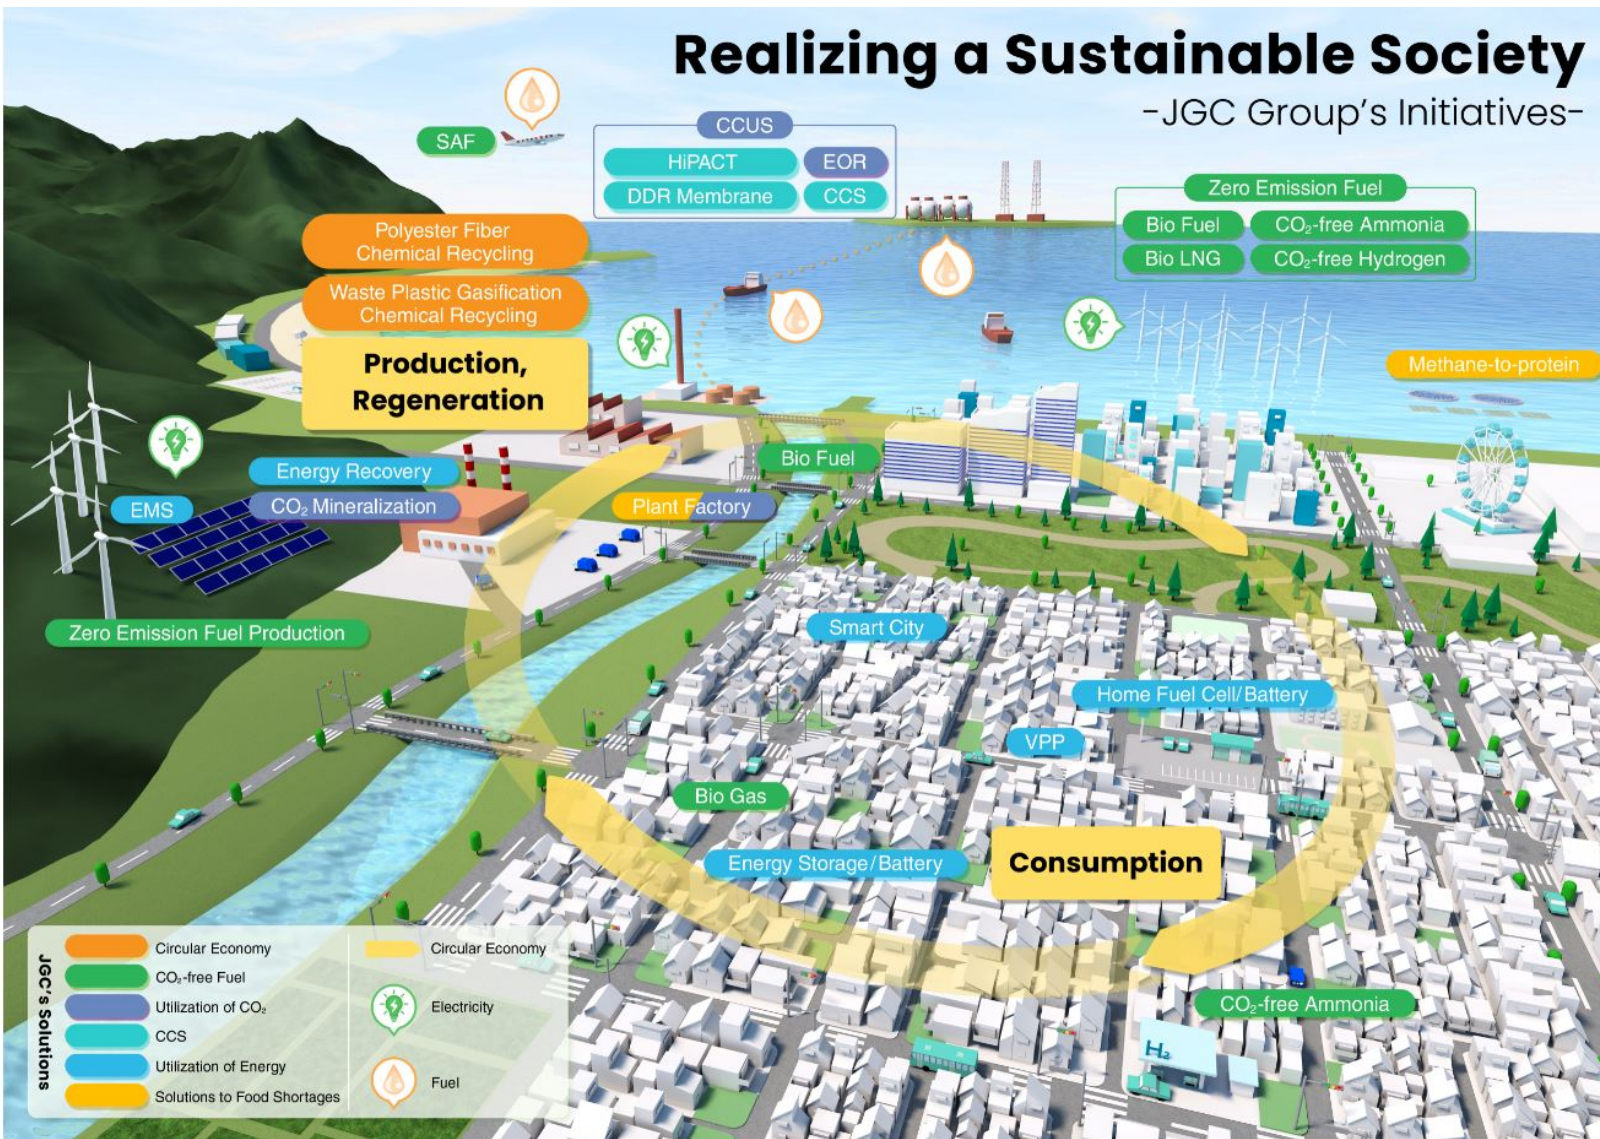 Realizing a Sustainable Society
-JGC Group's Initiatives-
SAF
CCUS
HiPACT
EOR
DDR Membrane
CCS
Zero Emission Fuel
Bio Fuel
CO₂-free Ammonia
Bio LNG
CO₂-free Hydrogen
Polyester Fiber
Chemical Recycling
Waste Plastic Gasification
Chemical Recycling
Production,
Regeneration
Methane-to-protein
Energy Recovery
Bio Fuel
EMS
CO₂ Mineralization
Plant Factory
Zero Emission Fuel Production
Smart City
Home Fuel Cell/Battery
VPP
Bio Gas
Energy Storage/Battery
Consumption
CO₂-free Ammonia
H₂
JGC's Solutions
Circular Economy
CO₂-free Fuel
Utilization of CO₂
CCS
Utilization of Energy
Solutions to Food Shortages
Circular Economy
Electricity
Fuel